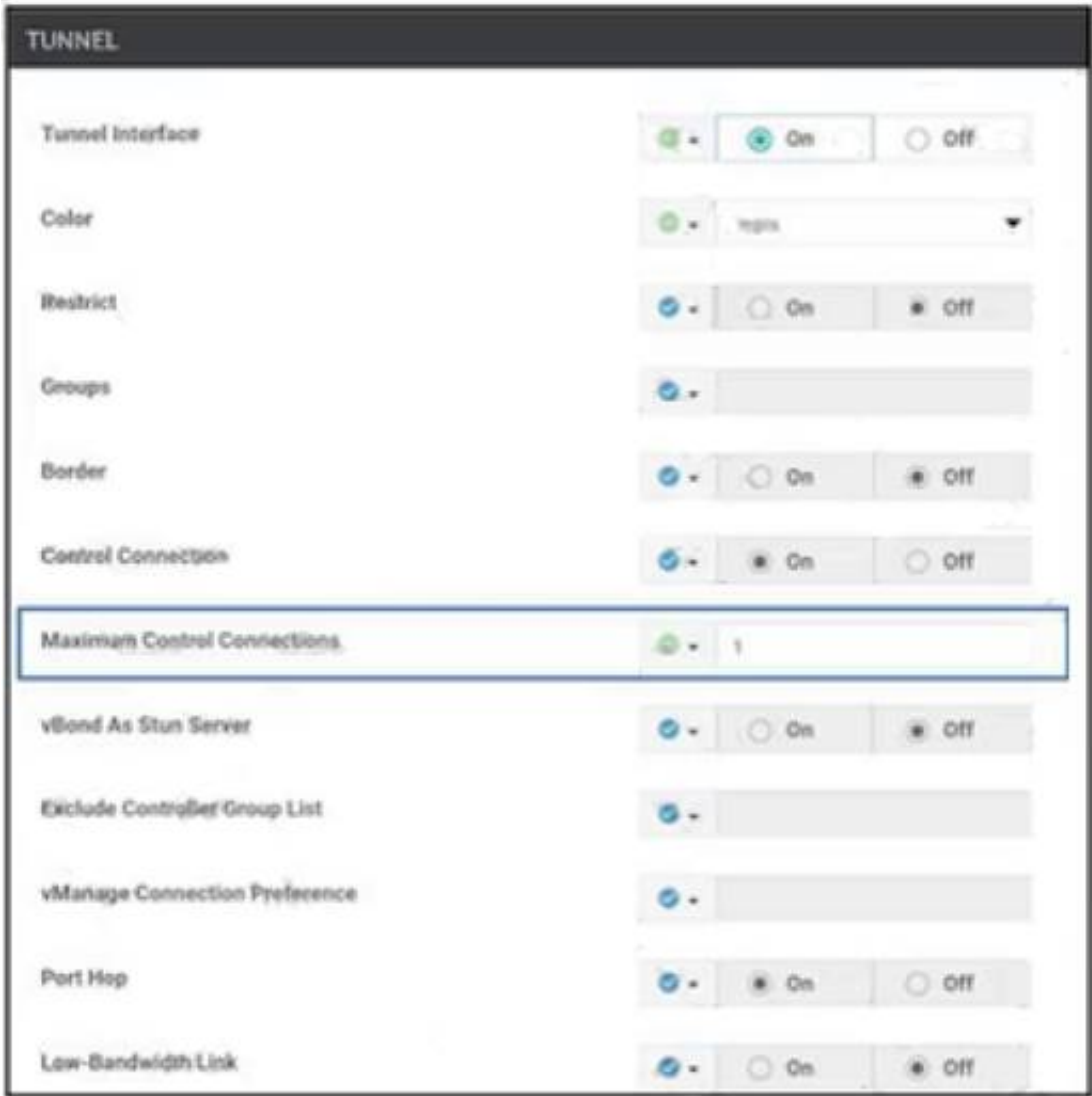 TUNNEL
Tunnel Interface On Off
Color mpls
Restrict On Off
Groups
Border On Off
Control Connection On Off
Maximum Control Connections 1
vBond As Stun Server On Off
Exclude Controller Group List
vManage Connection Preference
Port Hop On Off
Low-Bandwidth Link On Off